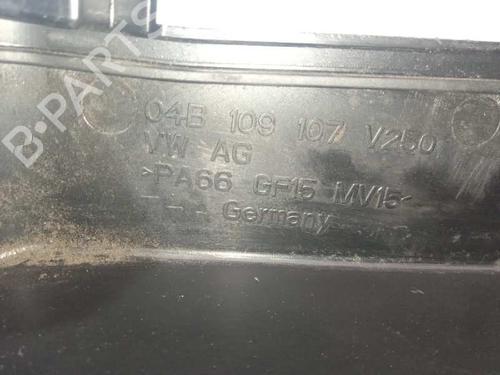 B-PARTS
04B 109 107 V250
VW AG
>PA66 GF15 MV15<
--- Germany